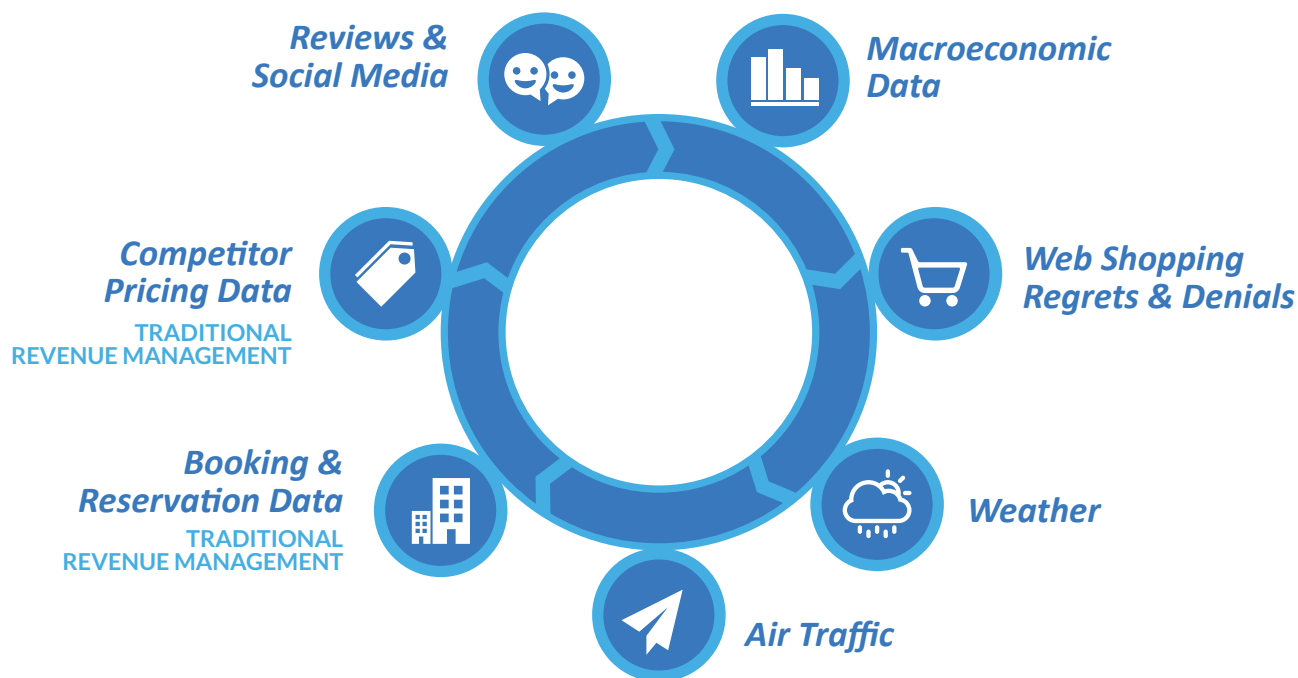 Reviews &
Social Media
Macroeconomic
Data
Competitor
Pricing Data
TRADITIONAL
REVENUE MANAGEMENT
Web Shopping
Regrets & Denials
Booking &
Reservation Data
TRADITIONAL
REVENUE MANAGEMENT
Weather
Air Traffic